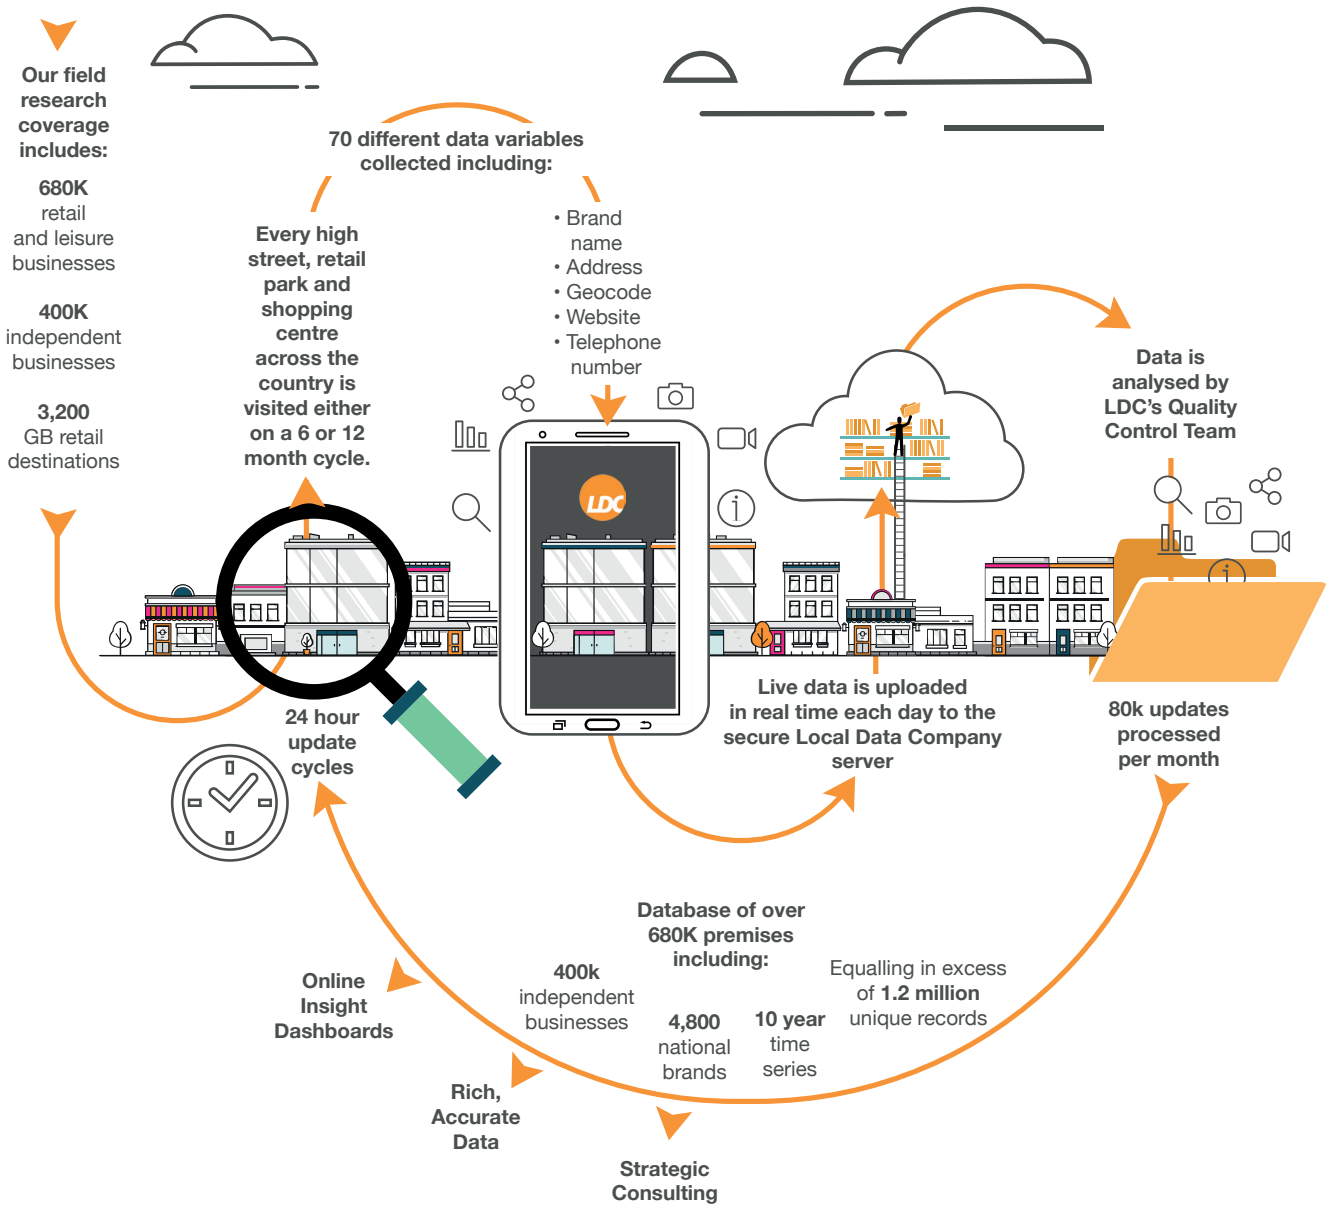 Our field
research
coverage
includes:
680K
retail
and leisure
businesses
400K
independent
businesses
3,200
GB retail
destinations
Every high
street, retail
park and
shopping
centre
across the
country is
visited either
on a 6 or 12
month cycle.
70 different data variables
collected including:
• Brand
name
• Address
• Geocode
• Website
• Telephone
number
LDC
Live data is uploaded
in real time each day to the
secure Local Data Company
server
Data is
analysed by
LDC's Quality
Control Team
80k updates
processed
per month
24 hour
update
cycles
Database of over
680K premises
including:
400k
independent
businesses
4,800
national
brands
10 year
time
series
Equalling in excess
of 1.2 million
unique records
Online
Insight
Dashboards
Rich,
Accurate
Data
Strategic
Consulting